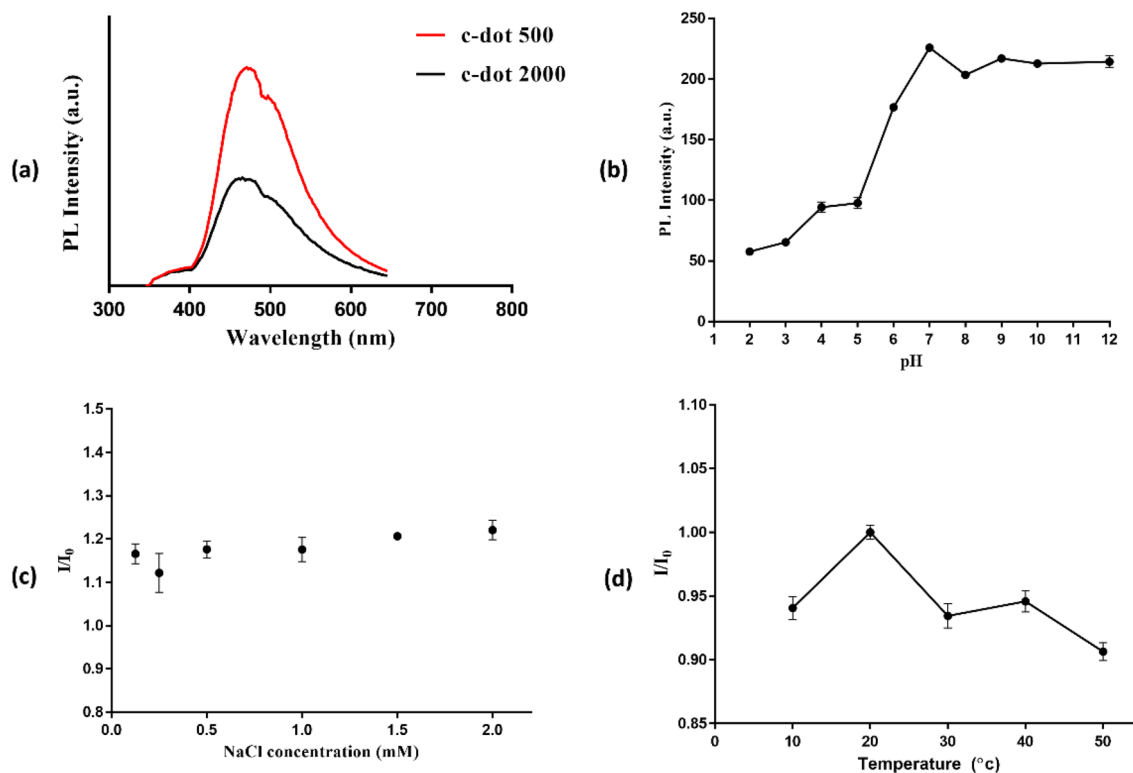 (a)
PL Intensity (a.u.)
c-dot 500
c-dot 2000
300 400 500 600 700 800
Wavelength (nm)
(b)
PL Intensity (a.u.)
250
200
150
100
50
0
1 2 3 4 5 6 7 8 9 10 11 12
pH
(c)
I/I0
1.5
1.4
1.3
1.2
1.1
1.0
0.9
0.8
0.0 0.5 1.0 1.5 2.0
NaCl concentration (mM)
(d)
I/I0
1.10
1.05
1.00
0.95
0.90
0.85
0 10 20 30 40 50
Temperature (°c)